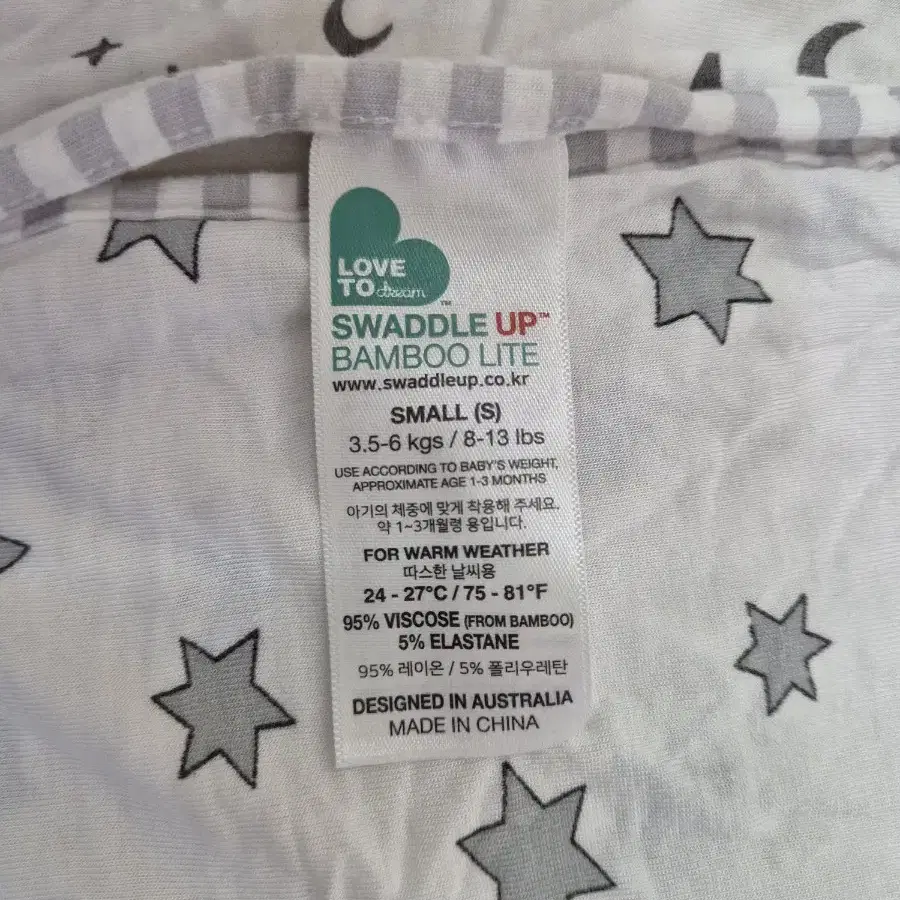 LOVE
TO dream™
SWADDLE UP™
BAMBOO LITE
www.swaddleup.co.kr
SMALL (S)
3.5-6 kgs / 8-13 lbs
USE ACCORDING TO BABY'S WEIGHT,
APPROXIMATE AGE 1-3 MONTHS
아기의 체중에 맞게 착용해 주세요.
약 1~3개월령 용입니다.
FOR WARM WEATHER
따스한 날씨용
24 - 27°C / 75 - 81°F
95% VISCOSE (FROM BAMBOO)
5% ELASTANE
95% 레이온 / 5% 폴리우레탄
DESIGNED IN AUSTRALIA
MADE IN CHINA